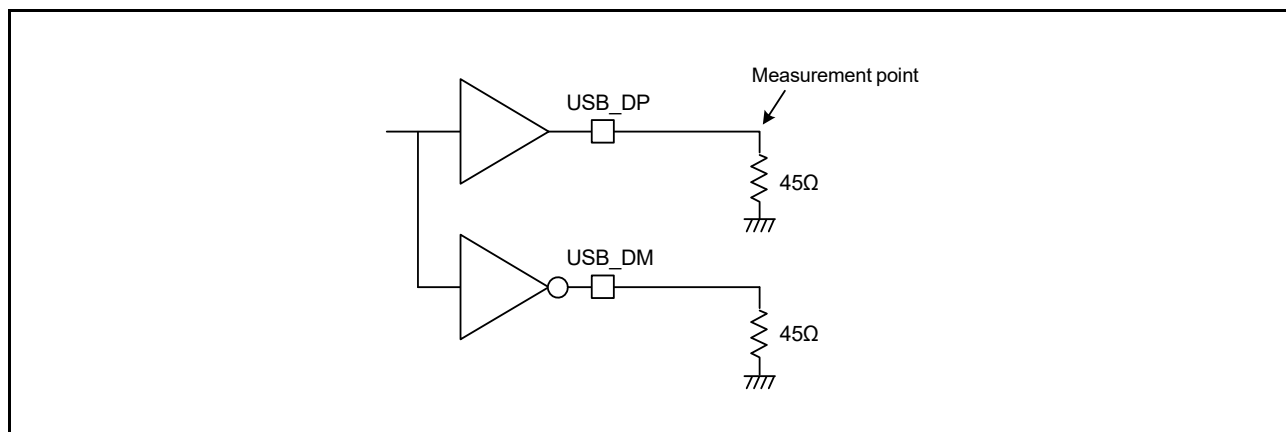 Measurement point
USB_DP
45Ω
USB_DM
45Ω